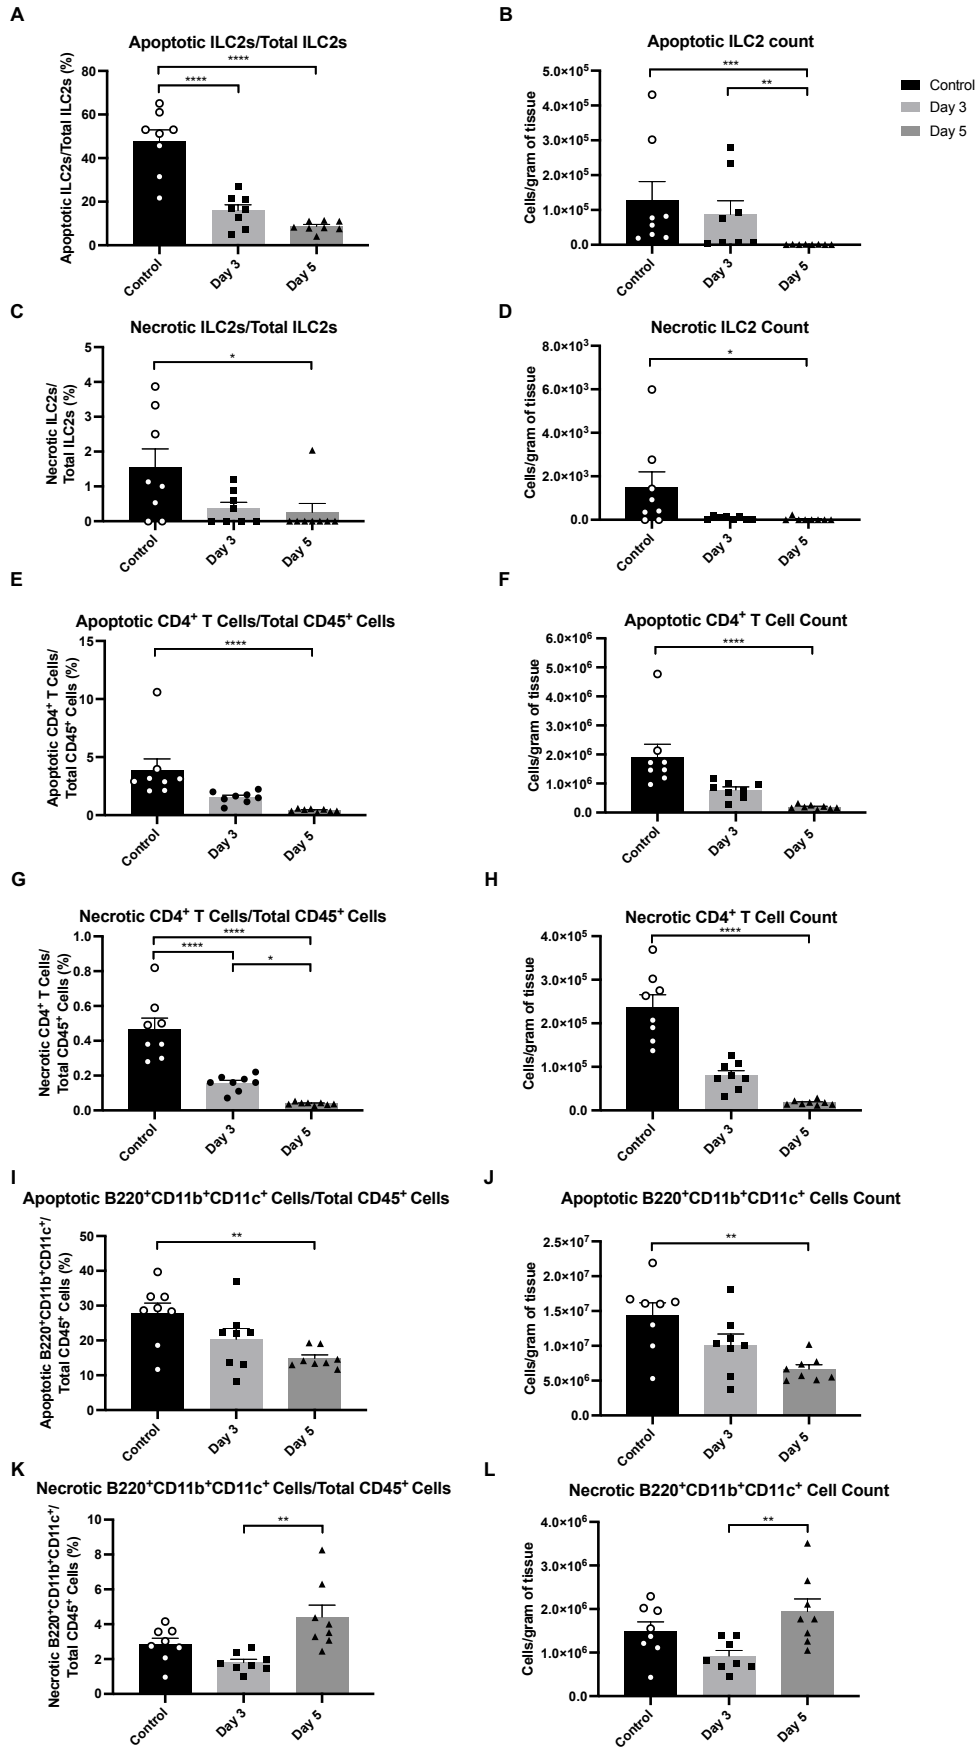 A
Apoptotic ILC2s/Total ILC2s
Apoptotic ILC2s/Total ILC2s (%)
80
60
40
20
0
****
****
Control
Day 3
Day 5
B
Apoptotic ILC2 count
Cells/gram of tissue
5.0×10⁵
4.0×10⁵
3.0×10⁵
2.0×10⁵
1.0×10⁵
0.0
***
**
Control
Day 3
Day 5
Control
Day 3
Day 5
C
Necrotic ILC2s/Total ILC2s
Necrotic ILC2s/
Total ILC2s (%)
5
4
3
2
1
0
*
Control
Day 3
Day 5
D
Necrotic ILC2 Count
Cells/gram of tissue
8.0×10³
6.0×10³
4.0×10³
2.0×10³
0.0
*
Control
Day 3
Day 5
E
Apoptotic CD4⁺ T Cells/Total CD45⁺ Cells
Apoptotic CD4⁺ T Cells/
Total CD45⁺ Cells (%)
15
10
5
0
****
Control
Day 3
Day 5
F
Apoptotic CD4⁺ T Cell Count
Cells/gram of tissue
6.0×10⁶
5.0×10⁶
4.0×10⁶
3.0×10⁶
2.0×10⁶
1.0×10⁶
0.0
****
Control
Day 3
Day 5
G
Necrotic CD4⁺ T Cells/Total CD45⁺ Cells
Necrotic CD4⁺ T Cells/
Total CD45⁺ Cells (%)
1.0
0.8
0.6
0.4
0.2
0.0
****
****
*
Control
Day 3
Day 5
H
Necrotic CD4⁺ T Cell Count
Cells/gram of tissue
4.0×10⁵
3.0×10⁵
2.0×10⁵
1.0×10⁵
0.0
****
Control
Day 3
Day 5
I
Apoptotic B220⁺CD11b⁺CD11c⁺ Cells/Total CD45⁺ Cells
Apoptotic B220⁺CD11b⁺CD11c⁺/
Total CD45⁺ Cells (%)
50
40
30
20
10
0
**
Control
Day 3
Day 5
J
Apoptotic B220⁺CD11b⁺CD11c⁺ Cells Count
Cells/gram of tissue
2.5×10⁷
2.0×10⁷
1.5×10⁷
1.0×10⁷
5.0×10⁶
0.0
**
Control
Day 3
Day 5
K
Necrotic B220⁺CD11b⁺CD11c⁺ Cells/Total CD45⁺ Cells
Necrotic B220⁺CD11b⁺CD11c⁺/
Total CD45⁺ Cells (%)
10
8
6
4
2
0
**
Control
Day 3
Day 5
L
Necrotic B220⁺CD11b⁺CD11c⁺ Cell Count
Cells/gram of tissue
4.0×10⁶
3.0×10⁶
2.0×10⁶
1.0×10⁶
0.0
**
Control
Day 3
Day 5